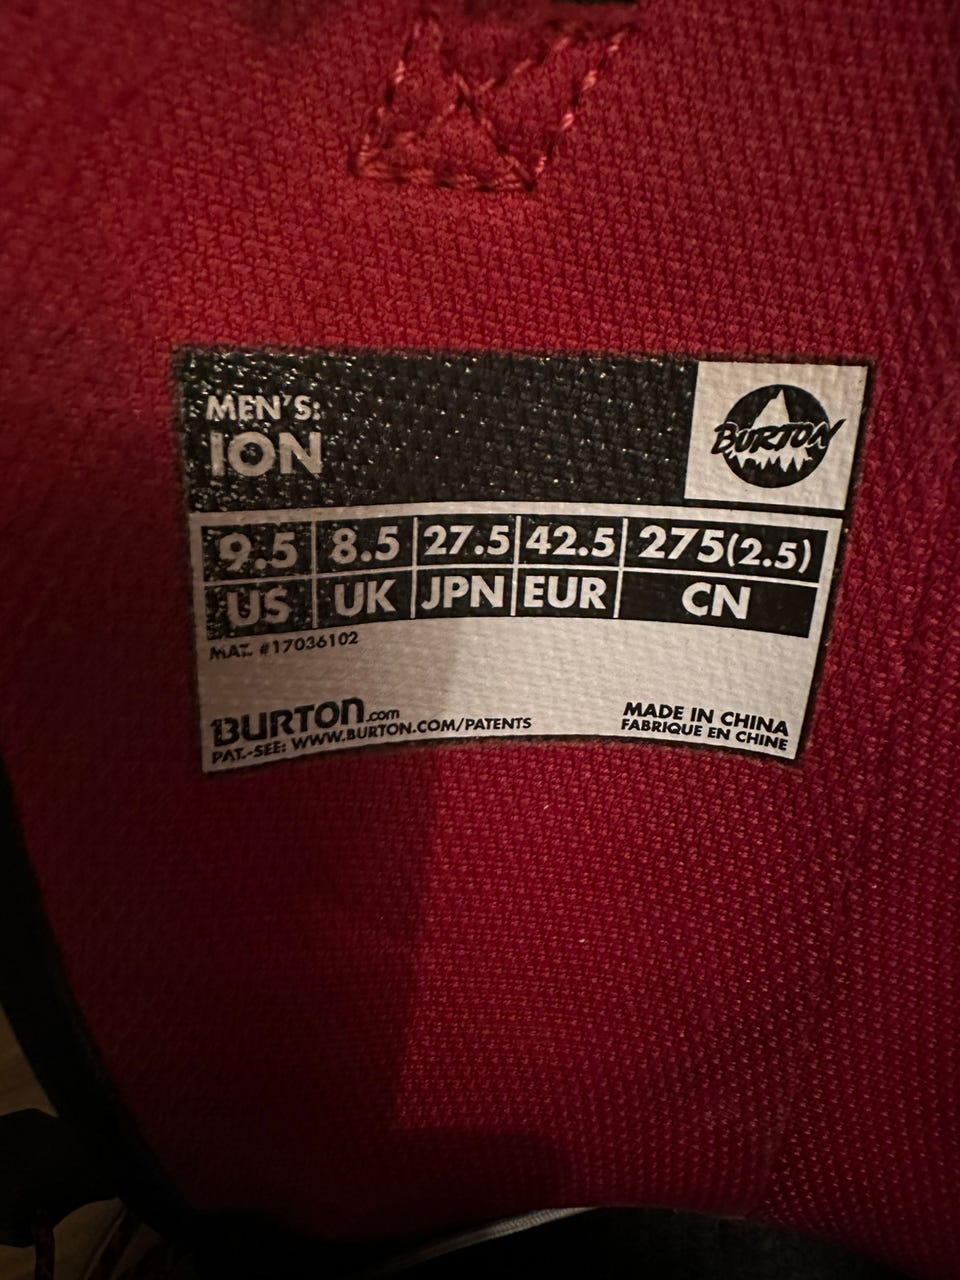 MEN'S:
ION
BURTON
9.5 8.5 27.5 42.5 275(2.5)
US UK JPN EUR CN
MAT. #17036102
BURTON.com
PAT.-SEE: WWW.BURTON.COM/PATENTS
MADE IN CHINA
FABRIQUE EN CHINE